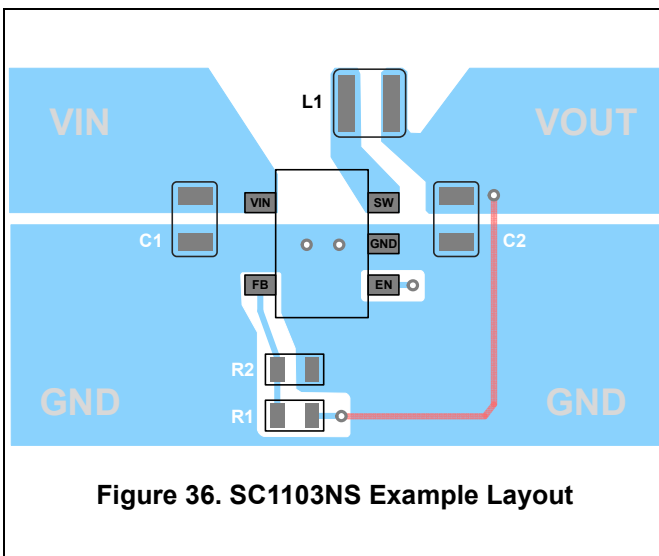 L1
VIN
VOUT
VIN
SW
C1
GND
C2
FB
EN
R2
GND
GND
R1
Figure 36. SC1103NS Example Layout